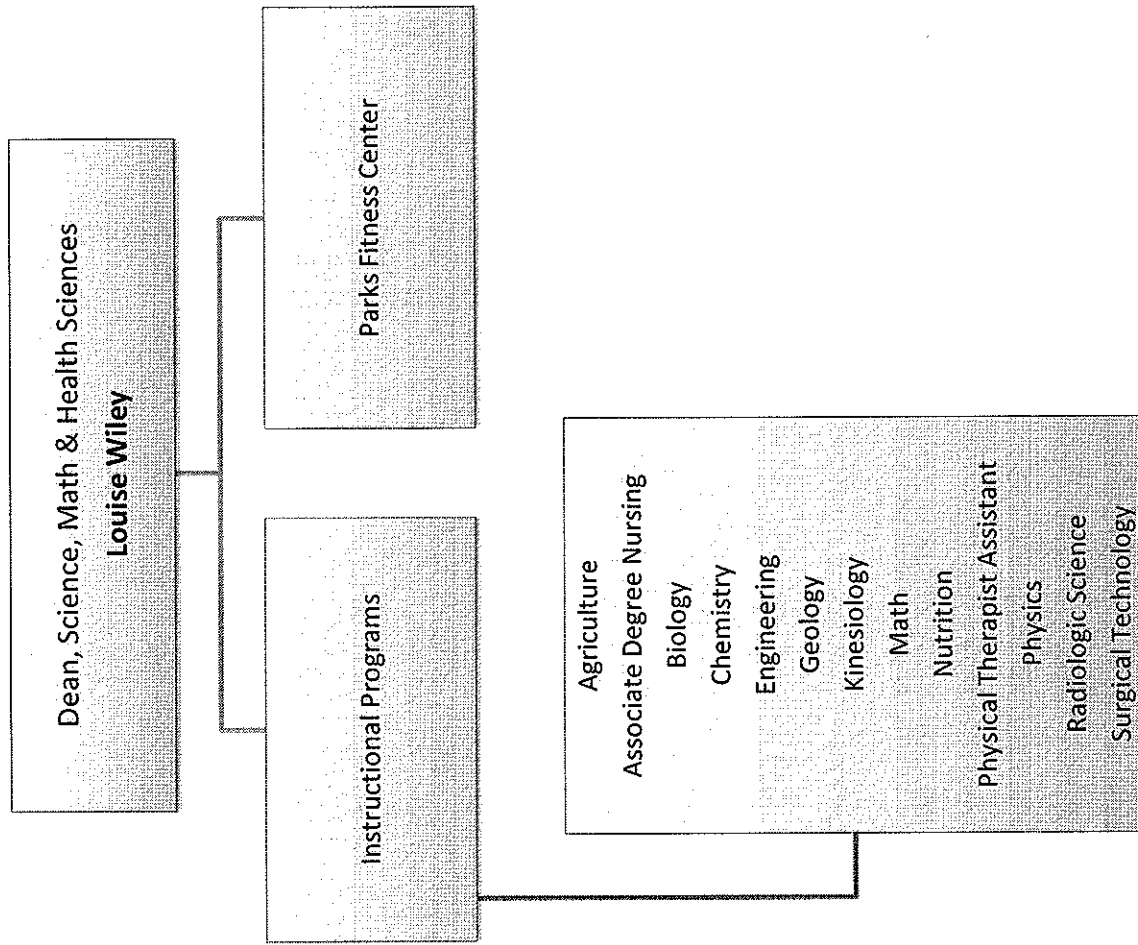 Dean, Science, Math & Health Sciences
Louise Wiley
Instructional Programs
Parks Fitness Center
Agriculture
Associate Degree Nursing
Biology
Chemistry
Engineering
Geology
Kinesiology
Math
Nutrition
Physical Therapist Assistant
Physics
Radiologic Science
Surgical Technology